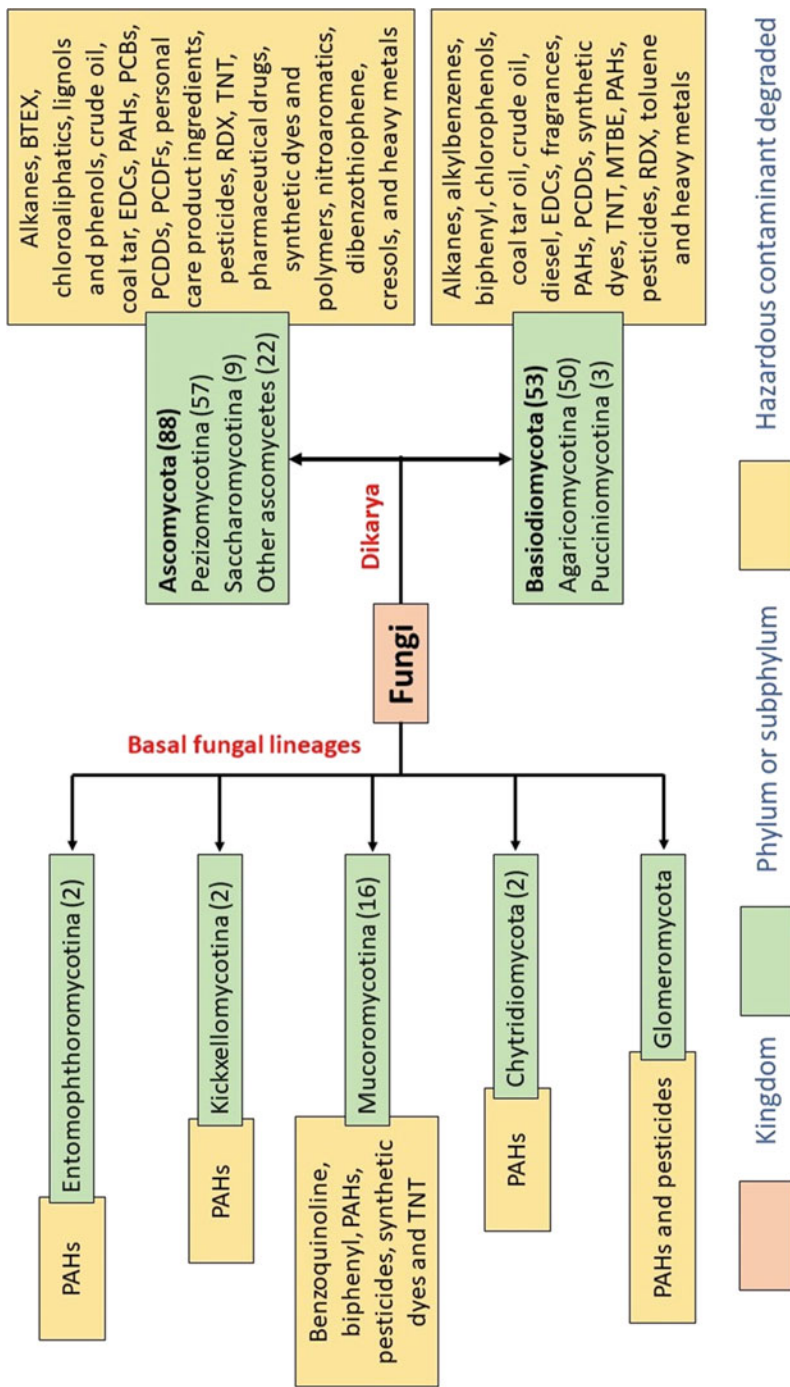 PAHs
Entomophthoromycotina (2)
PAHs
Kickxellomycotina (2)
Benzoquinoline,
biphenyl, PAHs,
pesticides, synthetic
dyes and TNT
Mucoromycotina (16)
PAHs
Chytridiomycota (2)
PAHs and pesticides
Glomeromycota
Basal fungal lineages
Fungi
Dikarya
Ascomycota (88)
Pezizomycotina (57)
Saccharomycotina (9)
Other ascomycetes (22)
Alkanes, BTEX,
chloroaliphatics, lignols
and phenols, crude oil,
coal tar, EDCs, PAHs, PCBs,
PCDDs, PCDFs, personal
care product ingredients,
pesticides, RDX, TNT,
pharmaceutical drugs,
synthetic dyes and
polymers, nitroaromatics,
dibenzothiophene,
cresols, and heavy metals
Basiodiomycota (53)
Agaricomycotina (50)
Pucciniomycotina (3)
Alkanes, alkylbenzenes,
biphenyl, chlorophenols,
coal tar oil, crude oil,
diesel, EDCs, fragrances,
PAHs, PCDDs, synthetic
dyes, TNT, MTBE, PAHs,
pesticides, RDX, toluene
and heavy metals
Kingdom
Phylum or subphylum
Hazardous contaminant degraded